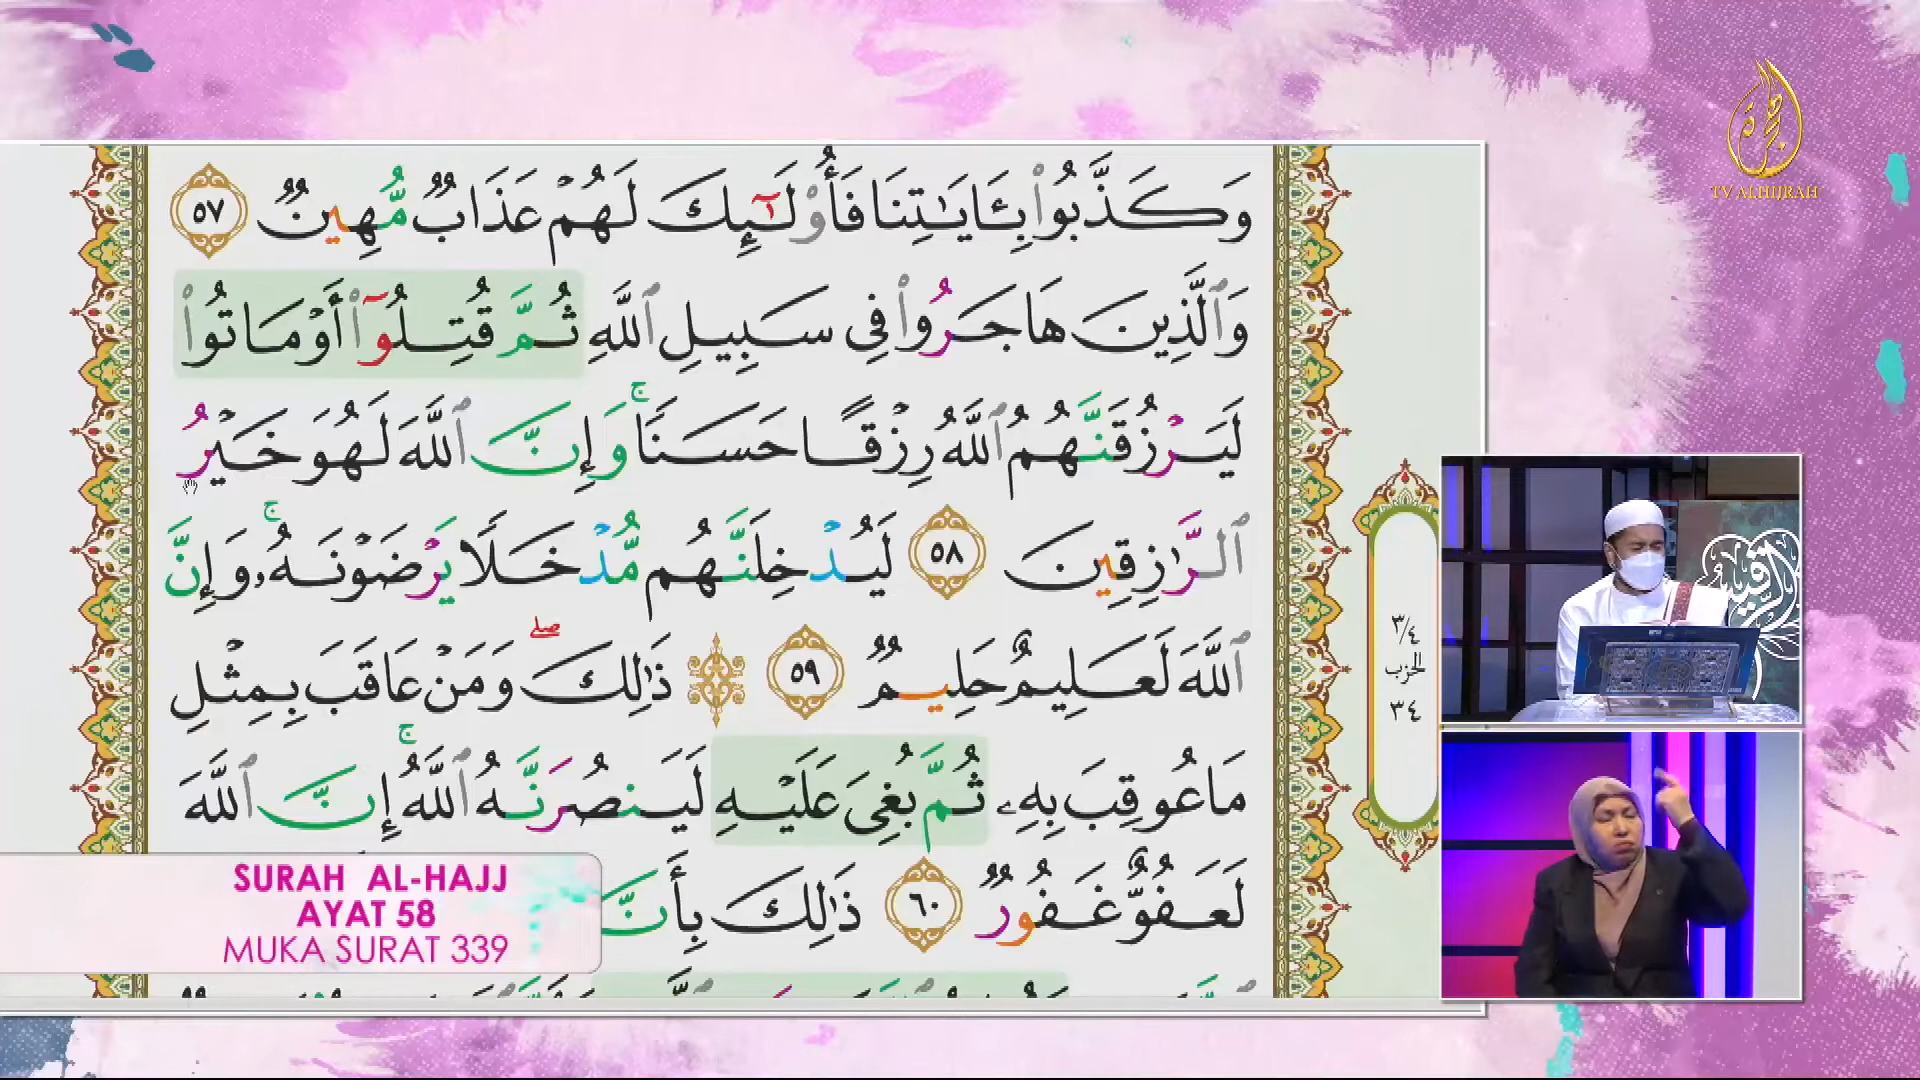 TV ALHIJRAH
وَكَذَّبُوا۟ بِـَٔايَـٰتِنَا فَأُو۟لَـٰٓئِكَ لَهُمْ عَذَابٌ مُّهِينٌ ٥٧
وَٱلَّذِينَ هَاجَرُوا۟ فِى سَبِيلِ ٱللَّهِ ثُمَّ قُتِلُوٓا۟ أَوْ مَاتُوا۟
لَيَرْزُقَنَّهُمُ ٱللَّهُ رِزْقًا حَسَنًا ۚ وَإِنَّ ٱللَّهَ لَهُوَ خَيْرُ
ٱلرَّٰزِقِينَ ٥٨ لَيُدْخِلَنَّهُم مُّدْخَلًا يَرْضَوْنَهُۥ ۚ وَإِنَّ
ٱللَّهَ لَعَلِيمٌ حَلِيمٌ ٥٩ ۞ ذَٰلِكَ ۖ وَمَنْ عَاقَبَ بِمِثْلِ
مَا عُوقِبَ بِهِۦ ثُمَّ بُغِىَ عَلَيْهِ لَيَنصُرَنَّهُ ٱللَّهُ ۚ إِنَّ ٱللَّهَ
لَعَفُوٌّ غَفُورٌ ٦٠ ذَٰلِكَ بِأَنَّ
٣/٤
الحزب
٣٤
SURAH AL-HAJJ
AYAT 58
MUKA SURAT 339